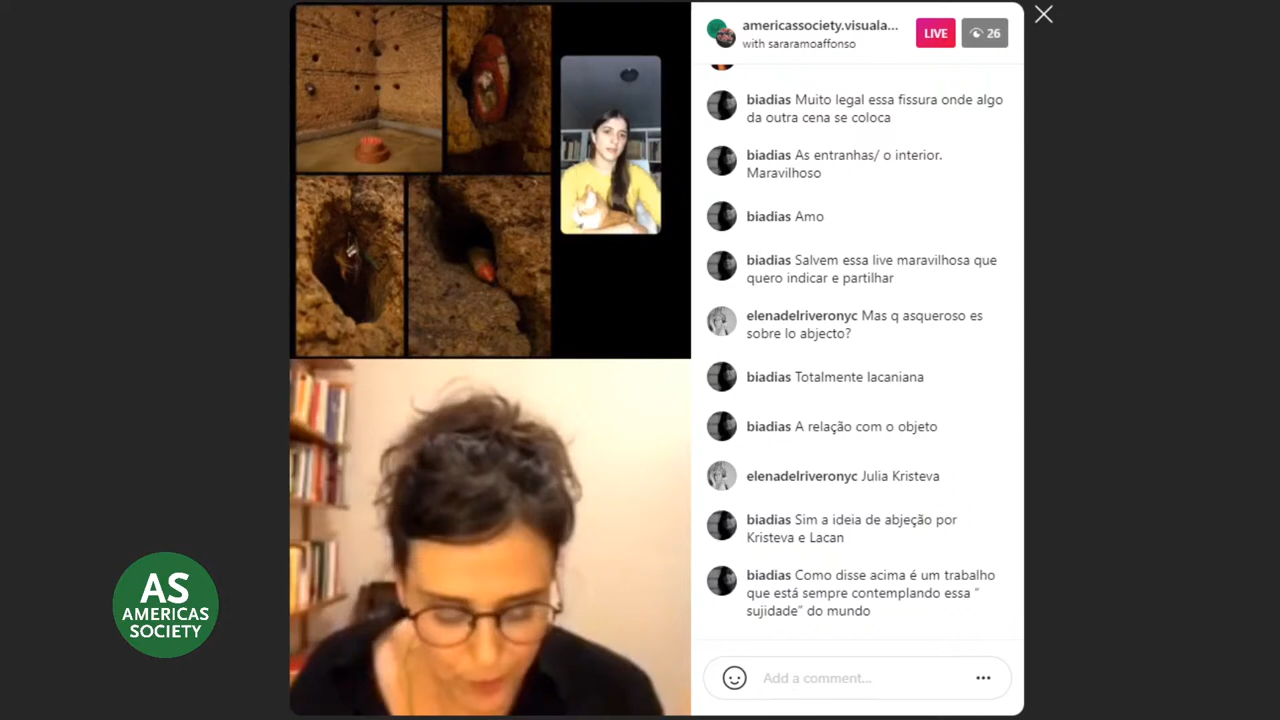 americassociety.visuala...
with sararamoaffonso
LIVE
26
biadias Muito legal essa fissura onde algo
da outra cena se coloca
biadias As entranhas/ o interior.
Maravilhoso
biadias Amo
biadias Salvem essa live maravilhosa que
quero indicar e partilhar
elenadelriveronyc Mas q asqueroso es
sobre lo abjecto?
biadias Totalmente lacaniana
biadias A relação com o objeto
elenadelriveronyc Julia Kristeva
biadias Sim a ideia de abjeção por
Kristeva e Lacan
biadias Como disse acima é um trabalho
que está sempre contemplando essa “
sujidade” do mundo
Add a comment...
AS
AMERICAS
SOCIETY